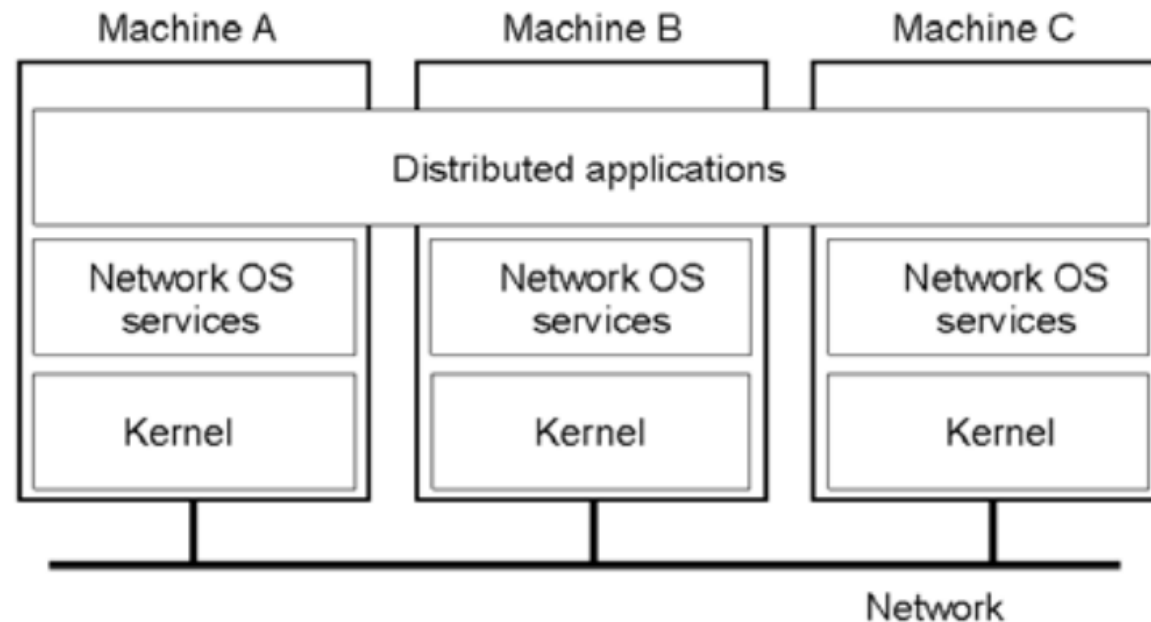 Machine A
Machine B
Machine C
Distributed applications
Network OS
services
Network OS
services
Network OS
services
Kernel
Kernel
Kernel
Network